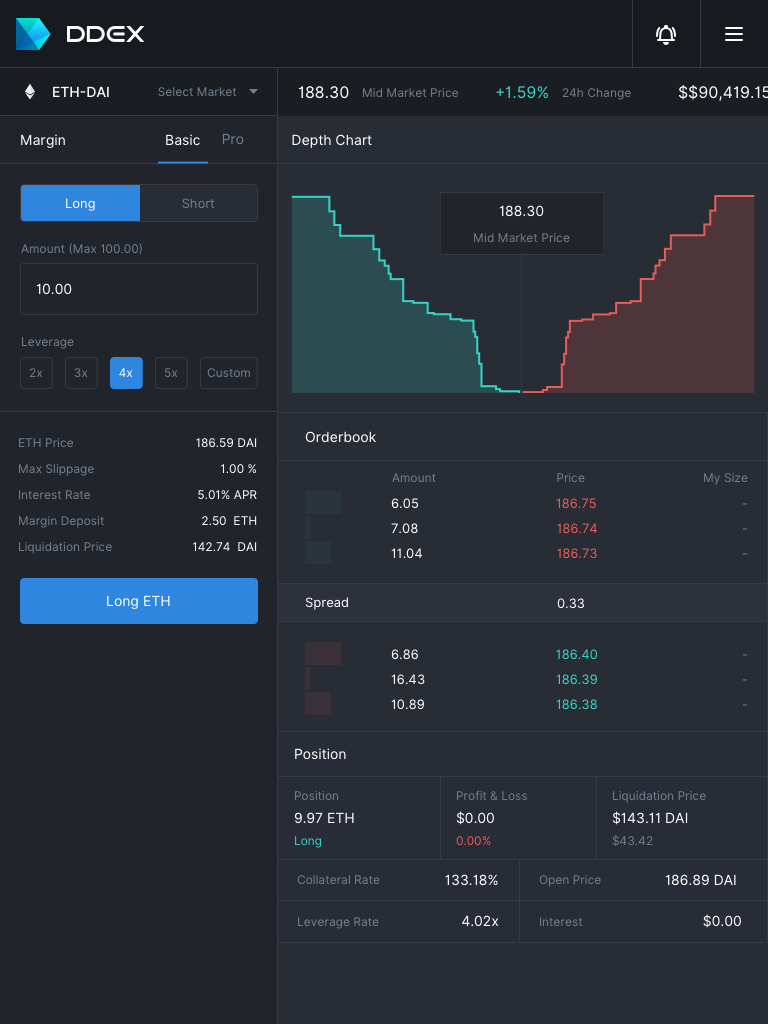 DDEX
ETH-DAI
Select Market
188.30 Mid Market Price
+1.59% 24h Change
$$90,419.15
Margin
Basic
Pro
Long
Short
Amount (Max 100.00)
10.00
Leverage
2x
3x
4x
5x
Custom
ETH Price 186.59 DAI
Max Slippage 1.00 %
Interest Rate 5.01% APR
Margin Deposit 2.50 ETH
Liquidation Price 142.74 DAI
Long ETH
Depth Chart
188.30
Mid Market Price
Orderbook
Amount Price My Size
6.05 186.75 -
7.08 186.74 -
11.04 186.73 -
Spread 0.33
6.86 186.40 -
16.43 186.39 -
10.89 186.38 -
Position
Position
9.97 ETH
Long
Profit & Loss
$0.00
0.00%
Liquidation Price
$143.11 DAI
$43.42
Collateral Rate 133.18%
Open Price 186.89 DAI
Leverage Rate 4.02x
Interest $0.00